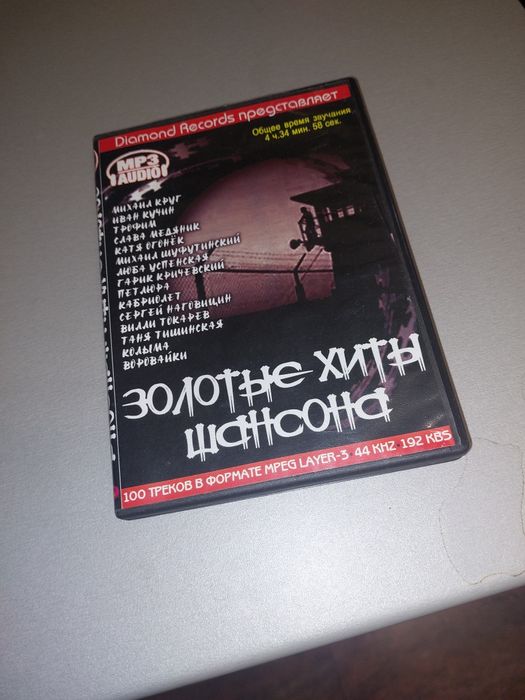 Diamond Records представляет
Общее время звучания
4 ч.34 мин. 58 сек.
MP3
AUDIO
МИХАИЛ КРУГ
ИВАН КУЧИН
ТРОФИМ
СЛАВА МЕДЯНИК
КАТЯ ОГОНЁК
МИХАИЛ ШУФУТИНСКИЙ
ЛЮБА УСПЕНСКАЯ
ГАРИК КРИЧЕВСКИЙ
ПЕТЛЮРА
КАБРИОЛЕТ
СЕРГЕЙ НАГОВИЦИН
ВИЛЛИ ТОКАРЕВ
ТАНЯ ТИШИНСКАЯ
КОЛЫМА
ВОРОВАЙКИ
ЗОЛОТЫЕ ХИТЫ
ШАНСОНА
100 ТРЕКОВ В ФОРМАТЕ MPEG LAYER-3 44 KHZ 192 KBS